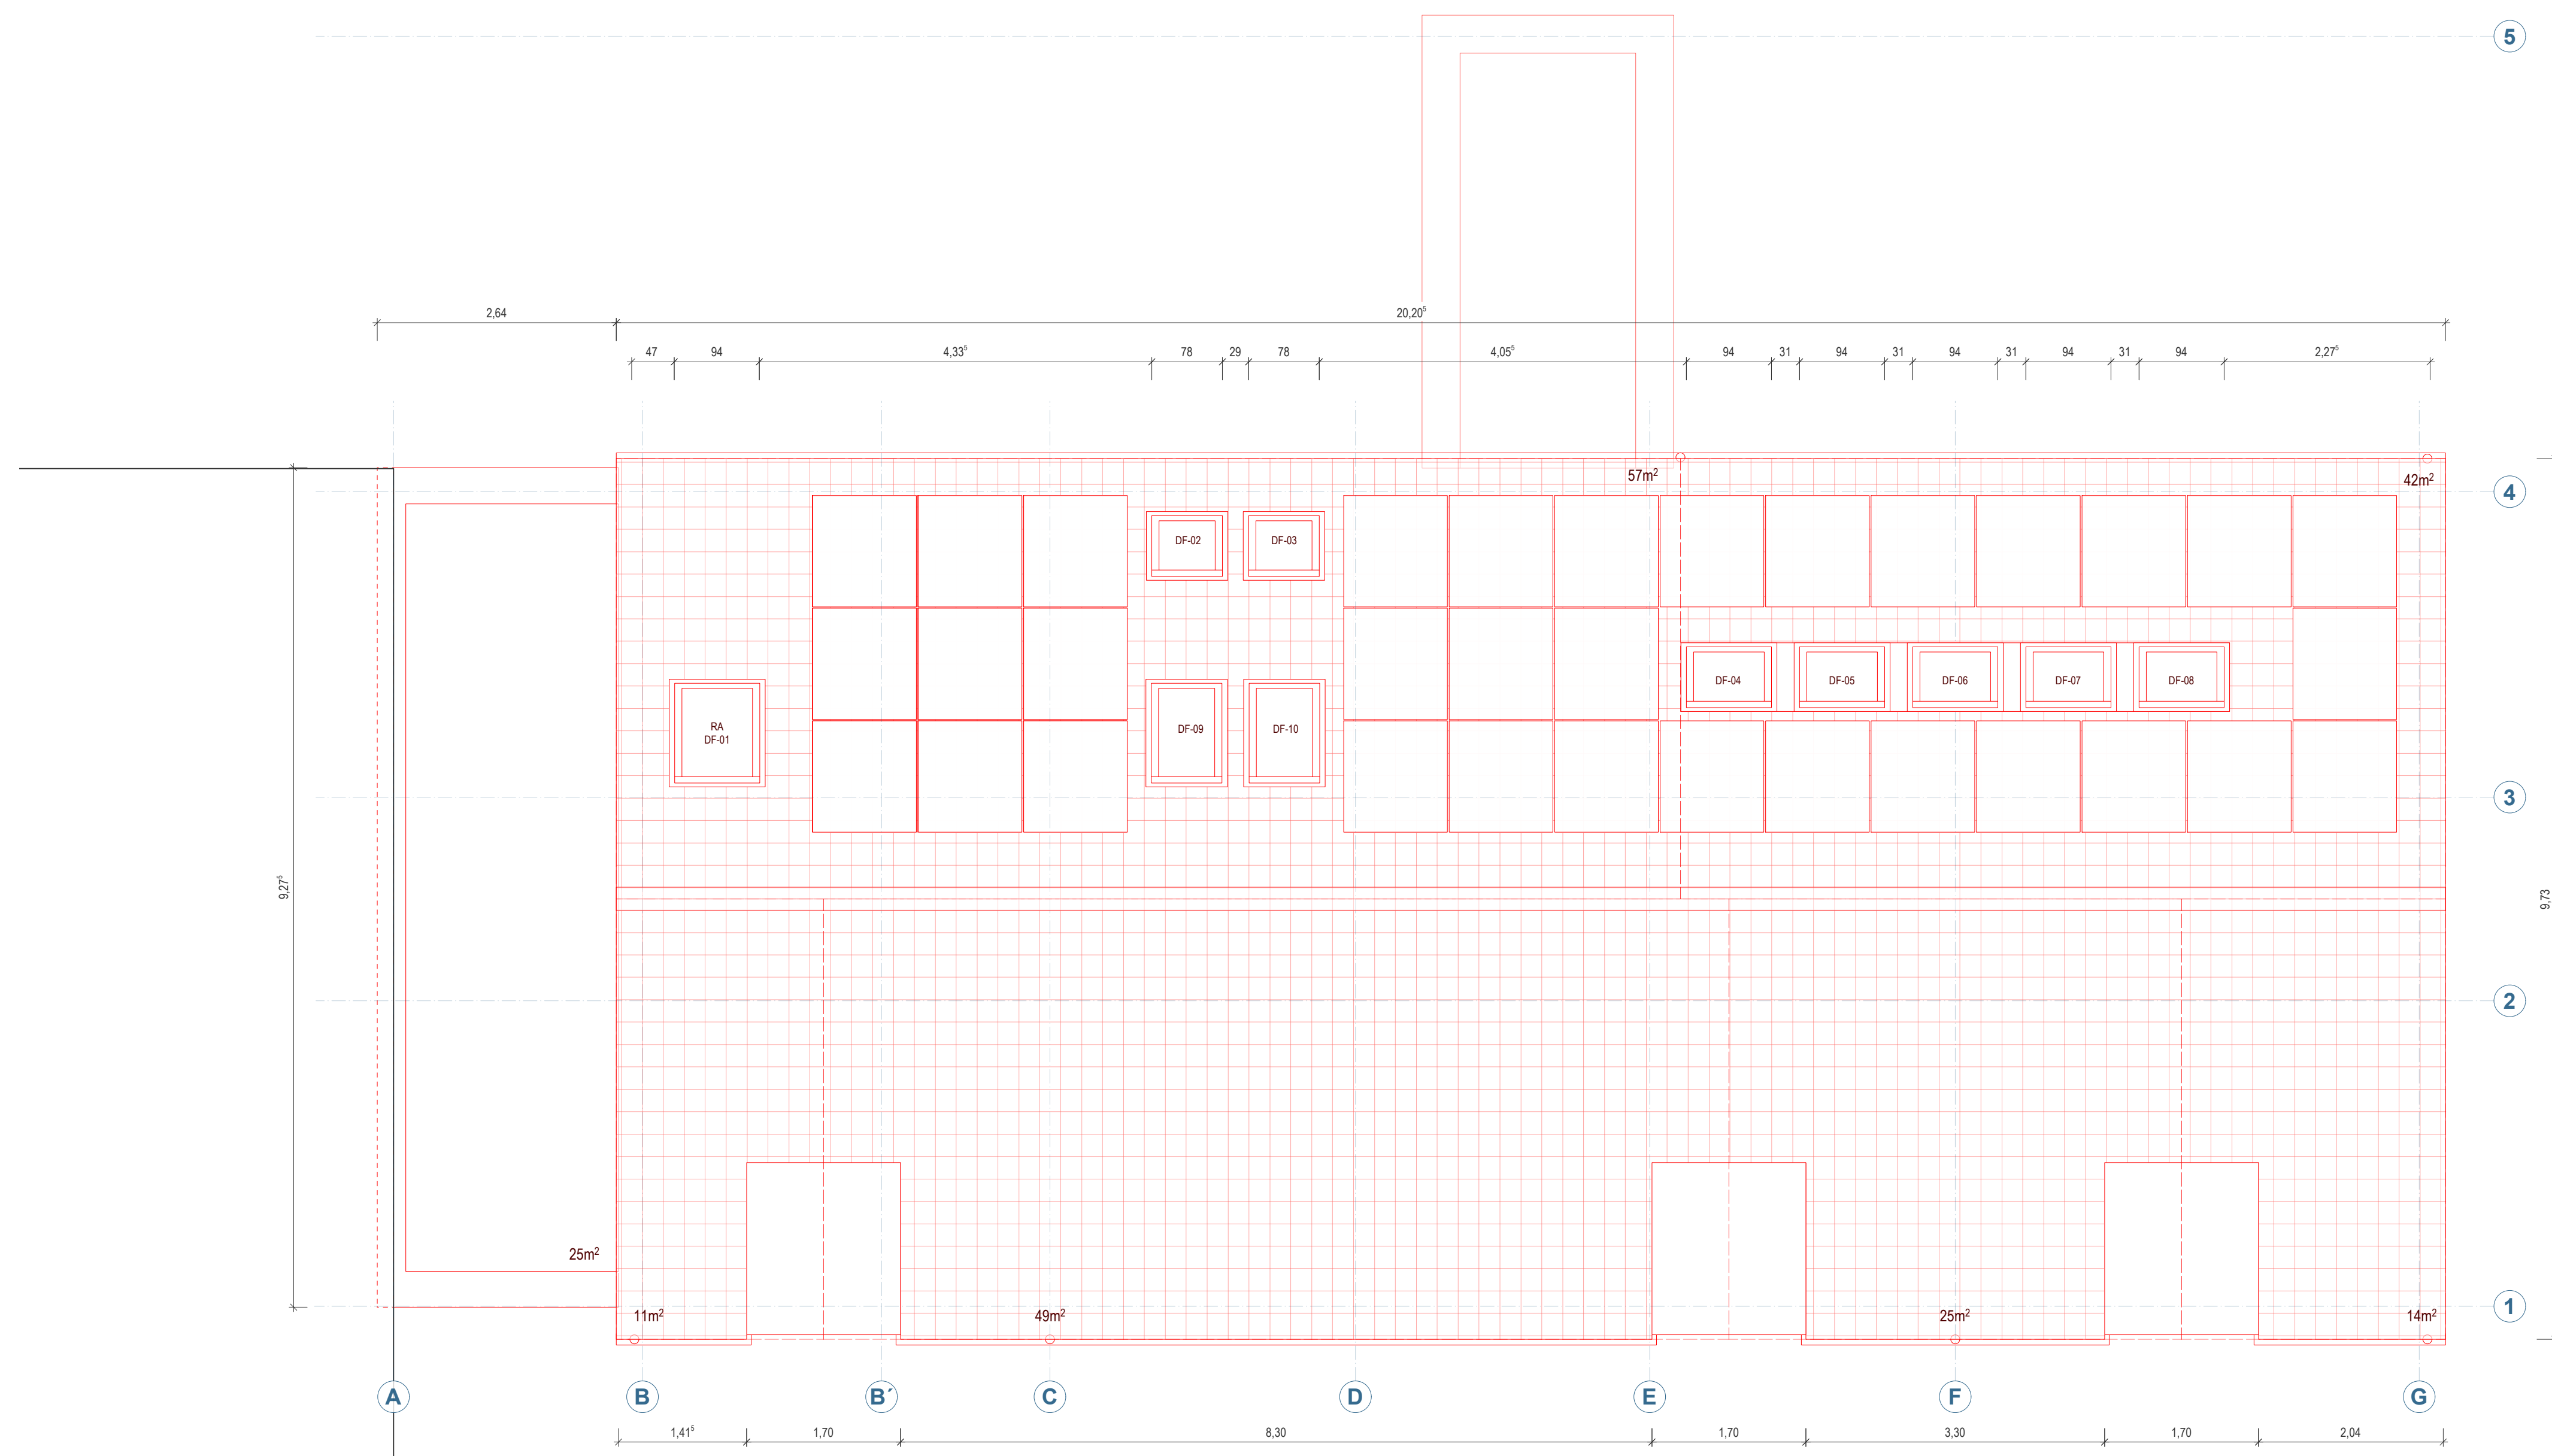 5
2,64
20,20⁵
47
94
4,33⁵
78
29
78
4,05⁵
94
31
94
31
94
31
94
31
94
2,27⁵
57m²
42m²
4
DF-02
DF-03
DF-04
DF-05
DF-06
DF-07
DF-08
RA
DF-01
DF-09
DF-10
3
9,27⁵
9,73
2
25m²
11m²
49m²
25m²
14m²
1
A
B
B´
C
D
E
F
G
1,41⁵
1,70
8,30
1,70
3,30
1,70
2,04